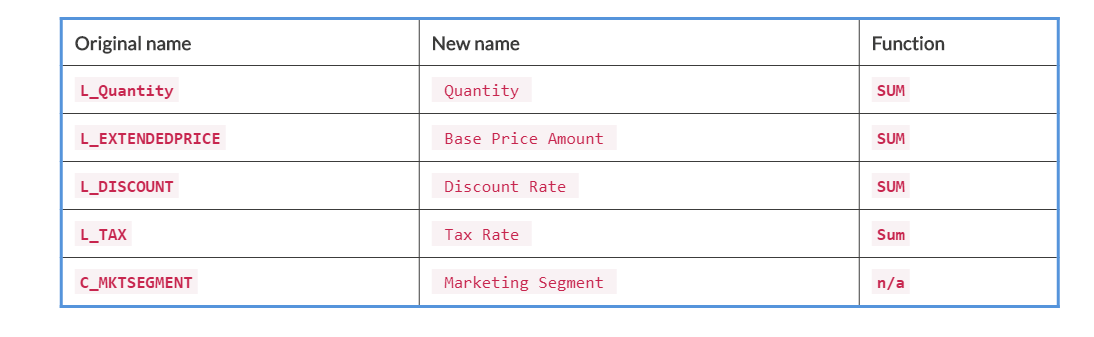 Original name New name Function
L_Quantity Quantity SUM
L_EXTENDEDPRICE Base Price Amount SUM
L_DISCOUNT Discount Rate SUM
L_TAX Tax Rate Sum
C_MKTSEGMENT Marketing Segment n/a